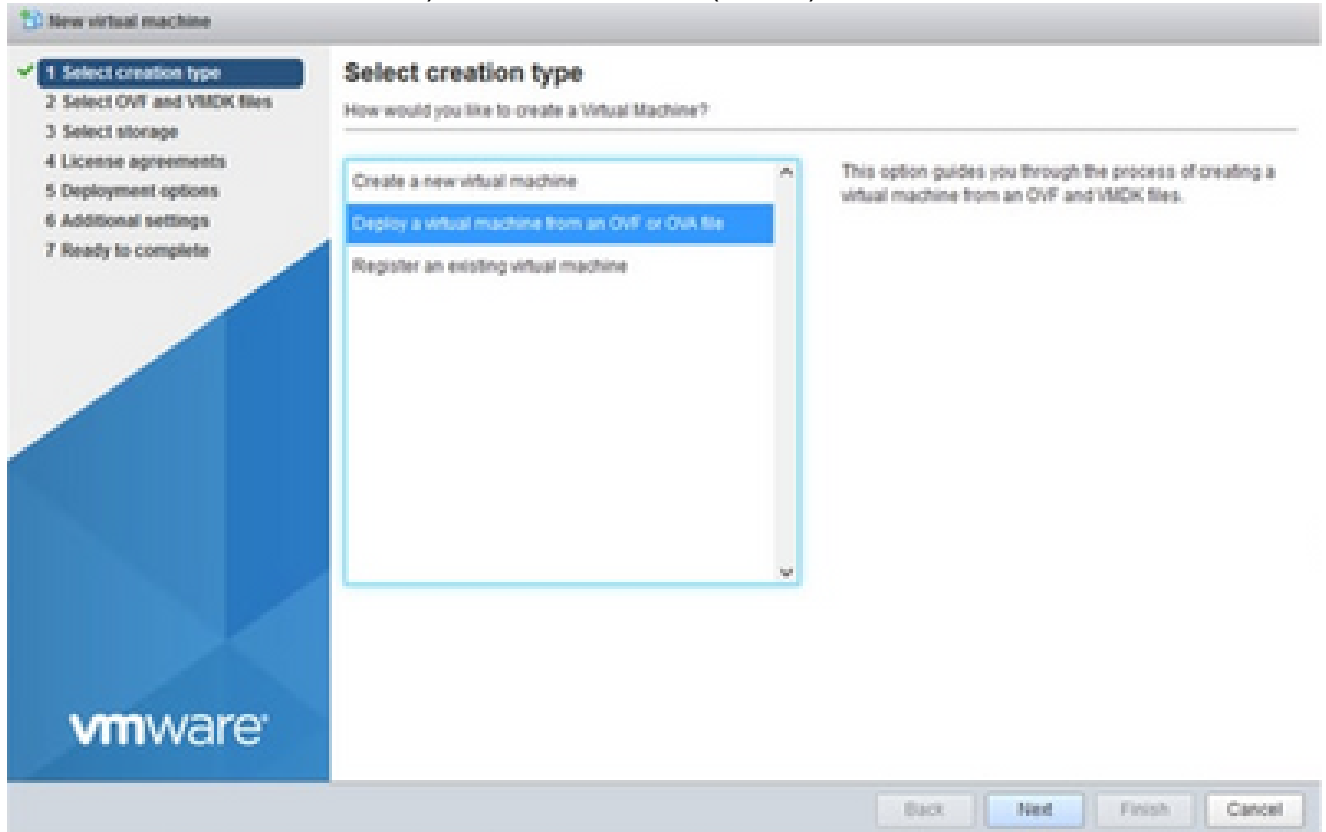 New virtual machine
1 Select creation type
2 Select OVF and VMDK files
3 Select storage
4 License agreements
5 Deployment options
6 Additional settings
7 Ready to complete
vmware
Select creation type
How would you like to create a Virtual Machine?
Create a new virtual machine
Deploy a virtual machine from an OVF or OVA file
Register an existing virtual machine
This option guides you through the process of creating a
virtual machine from an OVF and VMDK files.
Back Next Finish Cancel